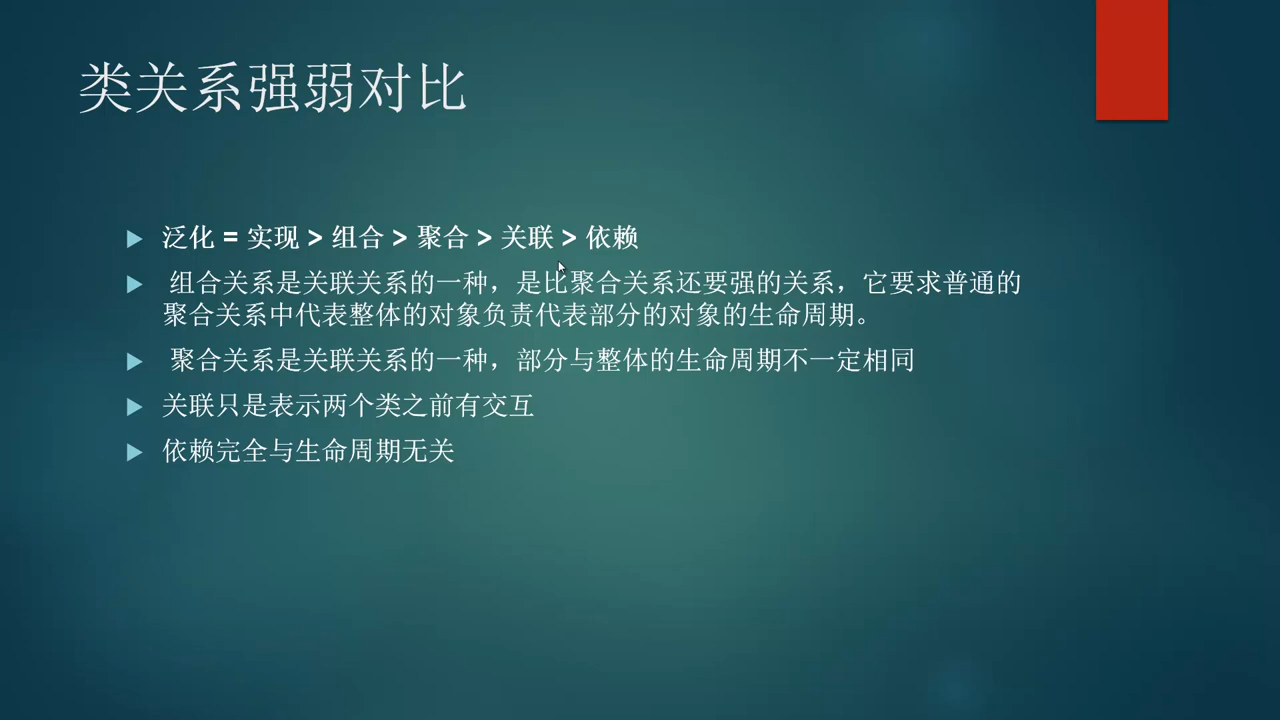 类关系强弱对比
泛化 = 实现 > 组合 > 聚合 > 关联 > 依赖
组合关系是关联关系的一种，是比聚合关系还要强的关系，它要求普通的
聚合关系中代表整体的对象负责代表部分的对象的生命周期。
聚合关系是关联关系的一种，部分与整体的生命周期不一定相同
关联只是表示两个类之前有交互
依赖完全与生命周期无关